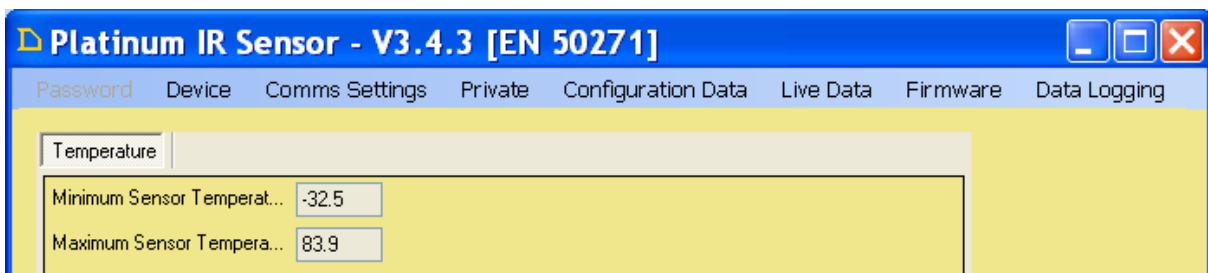 Platinum IR Sensor - V3.4.3 [EN 50271]
Password Device Comms Settings Private Configuration Data Live Data Firmware Data Logging
Temperature
Minimum Sensor Temperat... -32.5
Maximum Sensor Tempera... 83.9